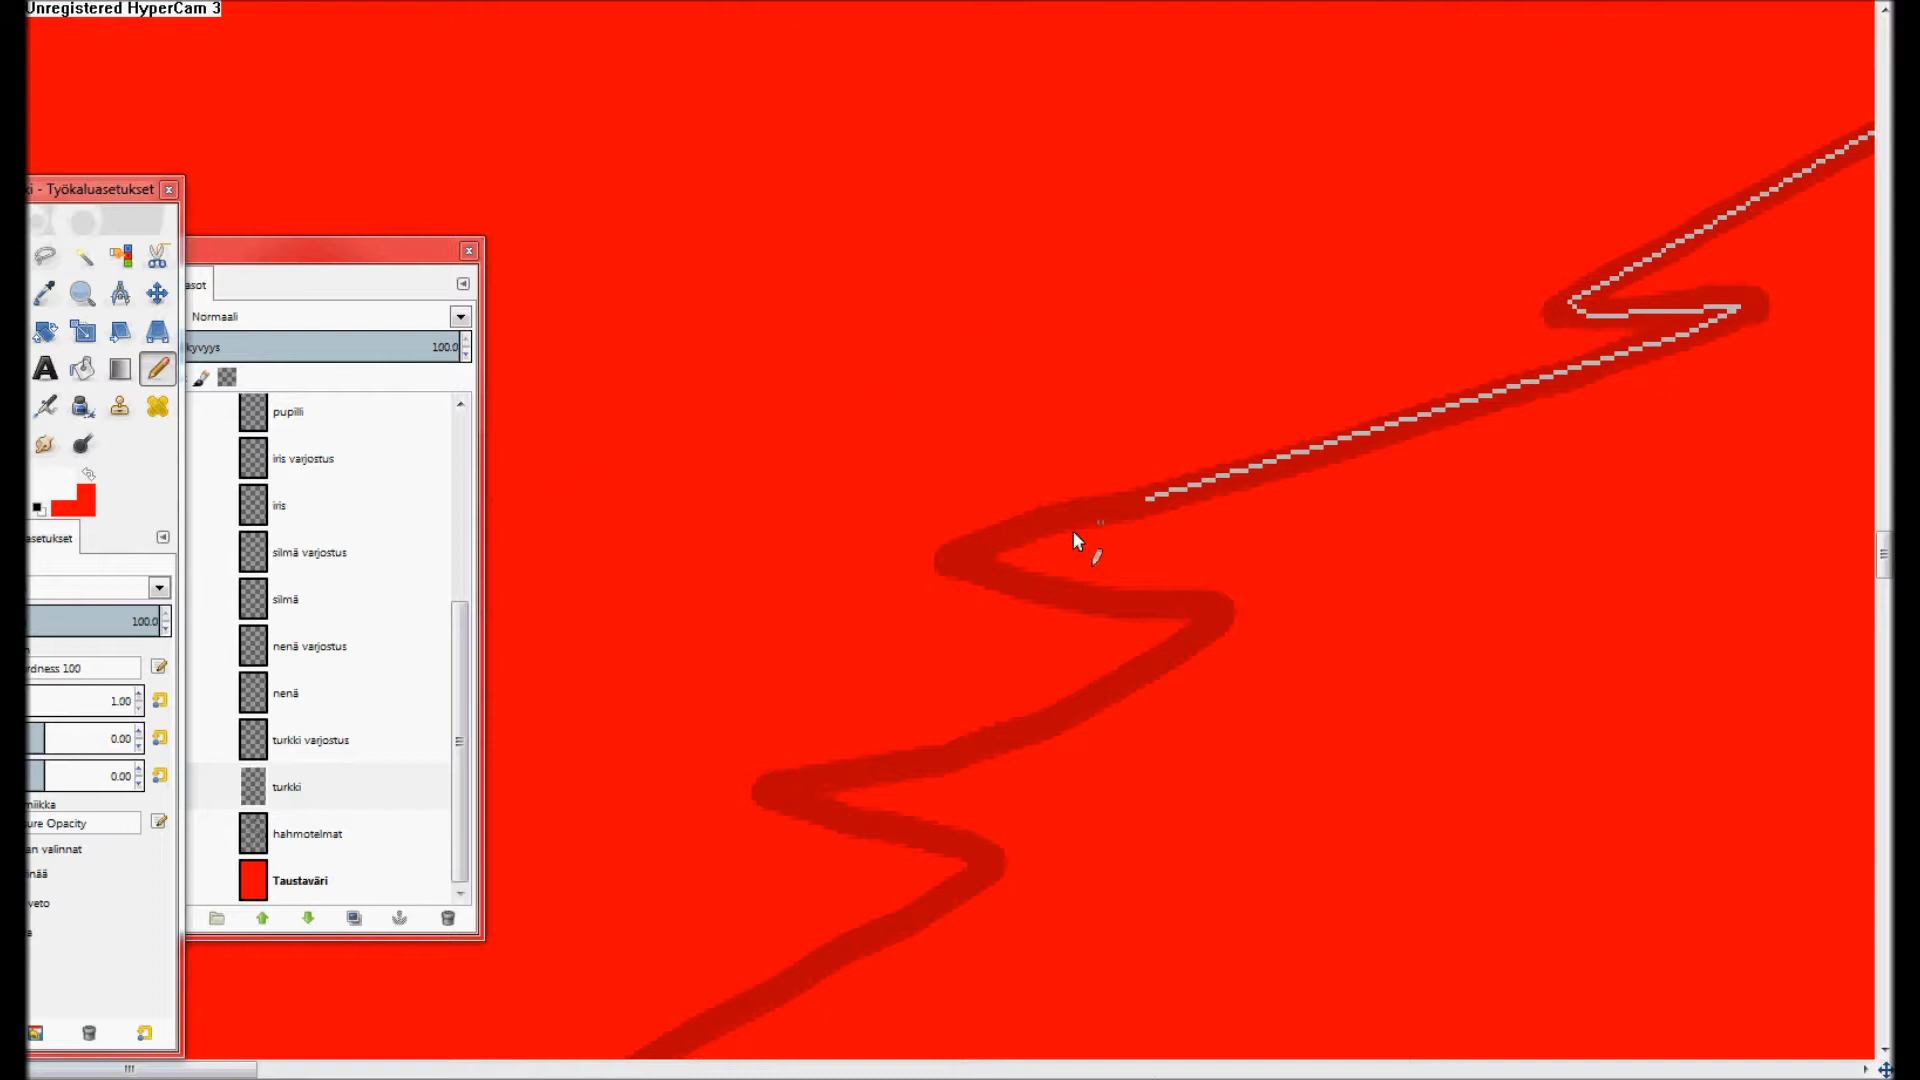 Unregistered HyperCam 3
ki - Työkaluasetukset
asot
Normaali
kyvyys 100.0
pupilli
iris varjostus
iris
silmä varjostus
silmä
nenä varjostus
nenä
turkki varjostus
turkki
hahmotelmat
Taustaväri
asetukset
100.0
rdness 100
1.00
0.00
0.00
miikka
ure Opacity
an valinnat
inää
veto
a